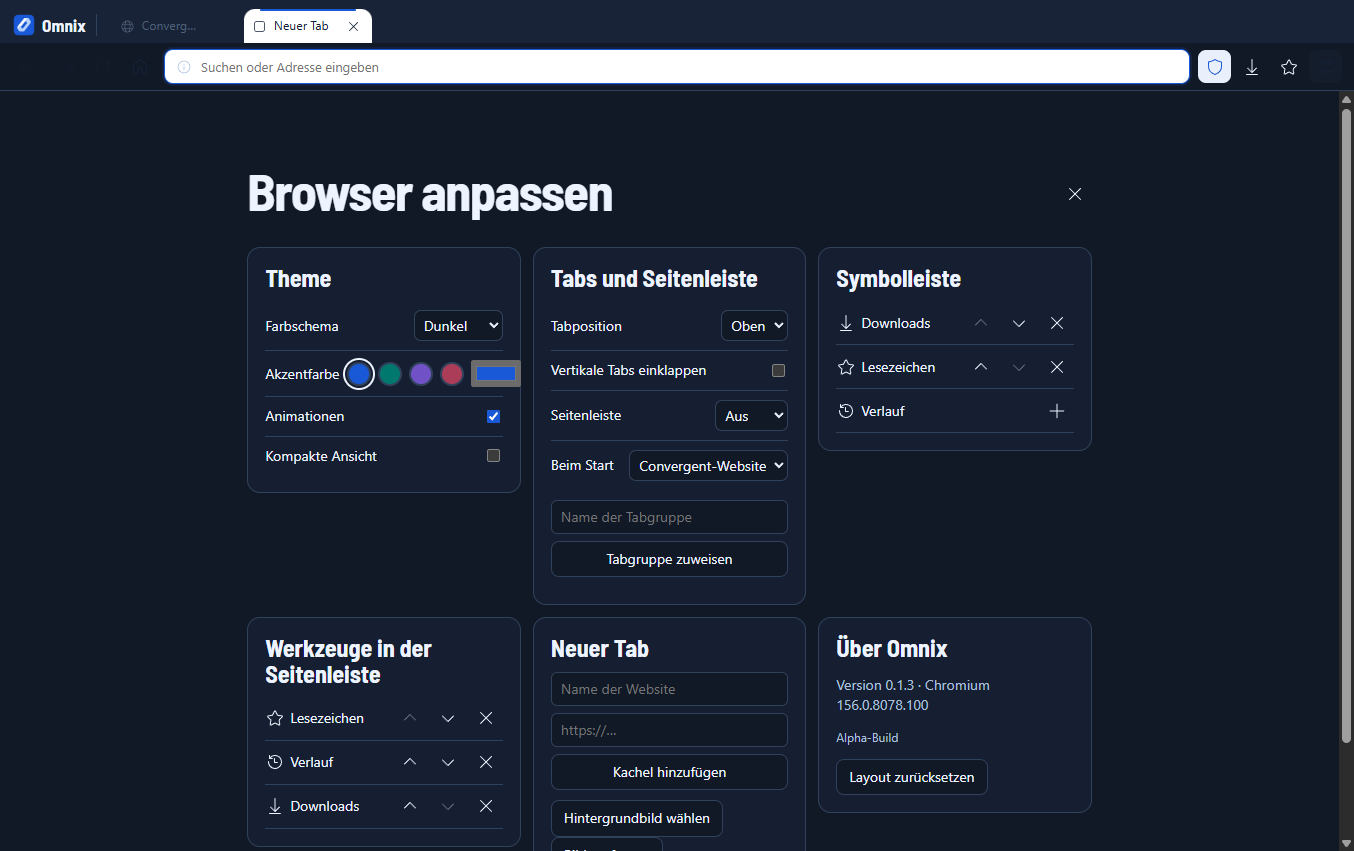 Omnix
Converg...
Neuer Tab
Suchen oder Adresse eingeben
Browser anpassen
Theme
Farbschema
Dunkel
Akzentfarbe
Animationen
Kompakte Ansicht
Tabs und Seitenleiste
Tabposition
Oben
Vertikale Tabs einklappen
Seitenleiste
Aus
Beim Start
Convergent-Website
Name der Tabgruppe
Tabgruppe zuweisen
Symbolleiste
Downloads
Lesezeichen
Verlauf
Werkzeuge in der
Seitenleiste
Lesezeichen
Verlauf
Downloads
Neuer Tab
Name der Website
https://...
Kachel hinzufügen
Hintergrundbild wählen
Über Omnix
Version 0.1.3 · Chromium
156.0.8078.100
Alpha-Build
Layout zurücksetzen